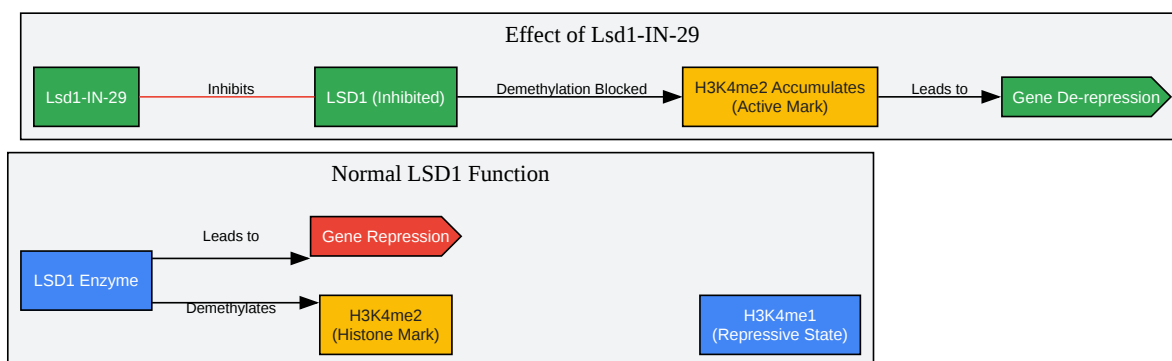 Effect of Lsd1-IN-29
Lsd1-IN-29
Inhibits
LSD1 (Inhibited)
Demethylation Blocked
H3K4me2 Accumulates
(Active Mark)
Leads to
Gene De-repression
Normal LSD1 Function
LSD1 Enzyme
Leads to
Gene Repression
Demethylates
H3K4me2
(Histone Mark)
H3K4me1
(Repressive State)